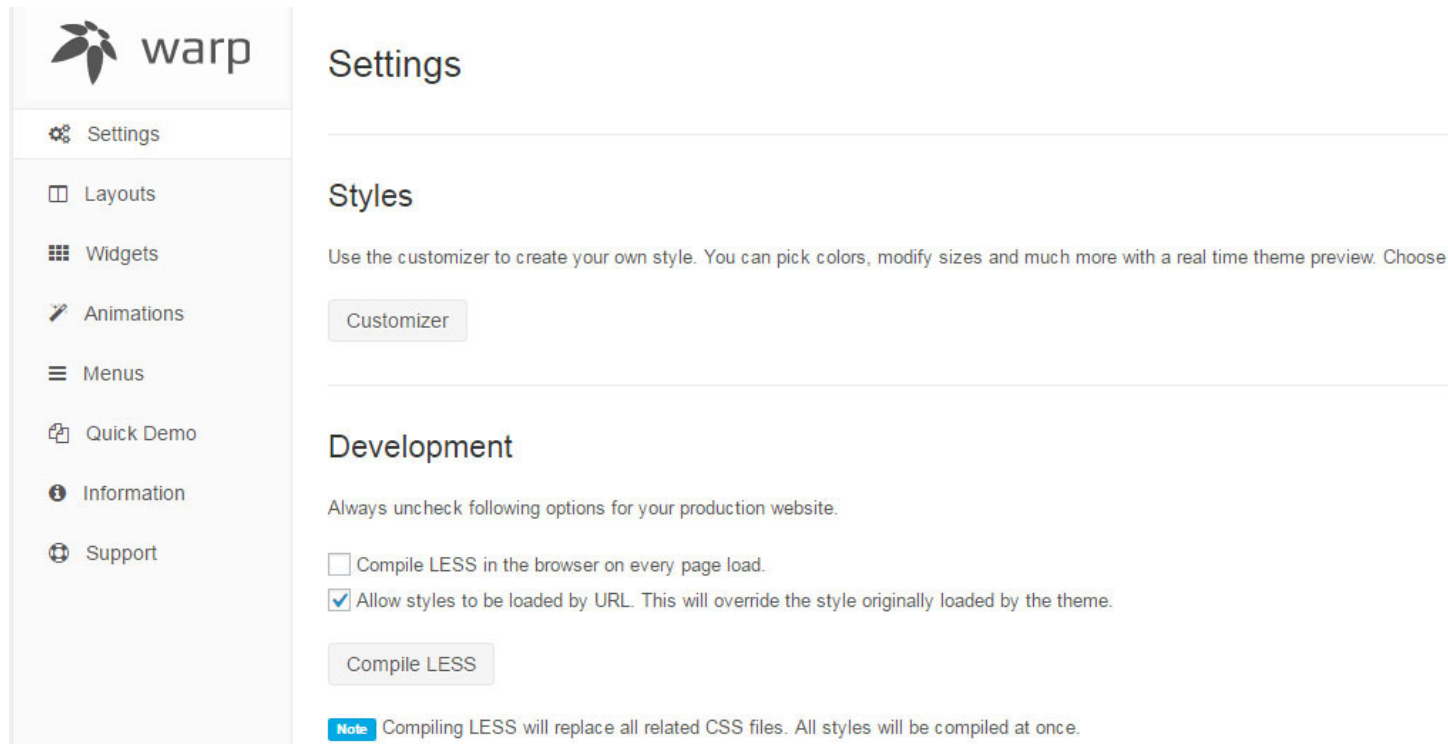 warp
Settings
Layouts
Widgets
Animations
Menus
Quick Demo
Information
Support
Settings
Styles
Use the customizer to create your own style. You can pick colors, modify sizes and much more with a real time theme preview. Choose
Customizer
Development
Always uncheck following options for your production website.
Compile LESS in the browser on every page load.
Allow styles to be loaded by URL. This will override the style originally loaded by the theme.
Compile LESS
Note Compiling LESS will replace all related CSS files. All styles will be compiled at once.